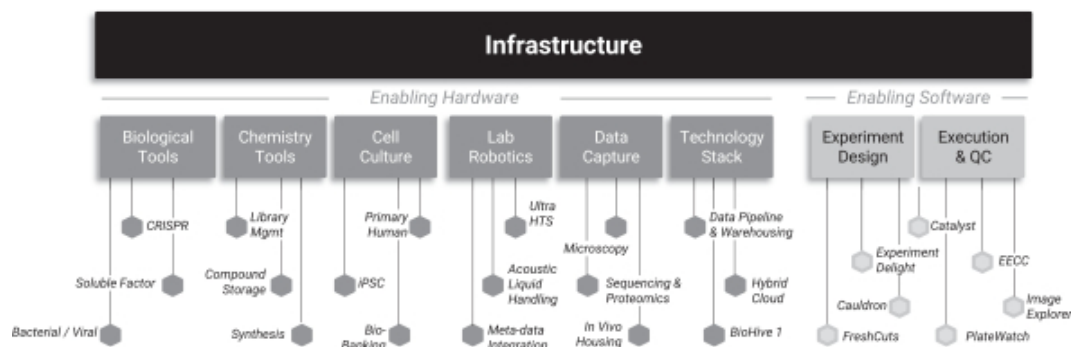 Infrastructure
Enabling Hardware
Enabling Software
Biological
Tools
Chemistry
Tools
Cell
Culture
Lab
Robotics
Data
Capture
Technology
Stack
Experiment
Design
Execution
& QC
CRISPR
Soluble Factor
Bacterial / Viral
Library
Mgmt
Compound
Storage
Synthesis
Primary
Human
iPSC
Bio-
Banking
Ultra
HTS
Acoustic
Liquid
Handling
Meta-data
Integration
Microscopy
Sequencing &
Proteomics
In Vivo
Housing
Data Pipeline
& Warehousing
Hybrid
Cloud
BioHive 1
Experiment
Delight
Cauldron
FreshCuts
Catalyst
EECC
Image
Explorer
PlateWatch